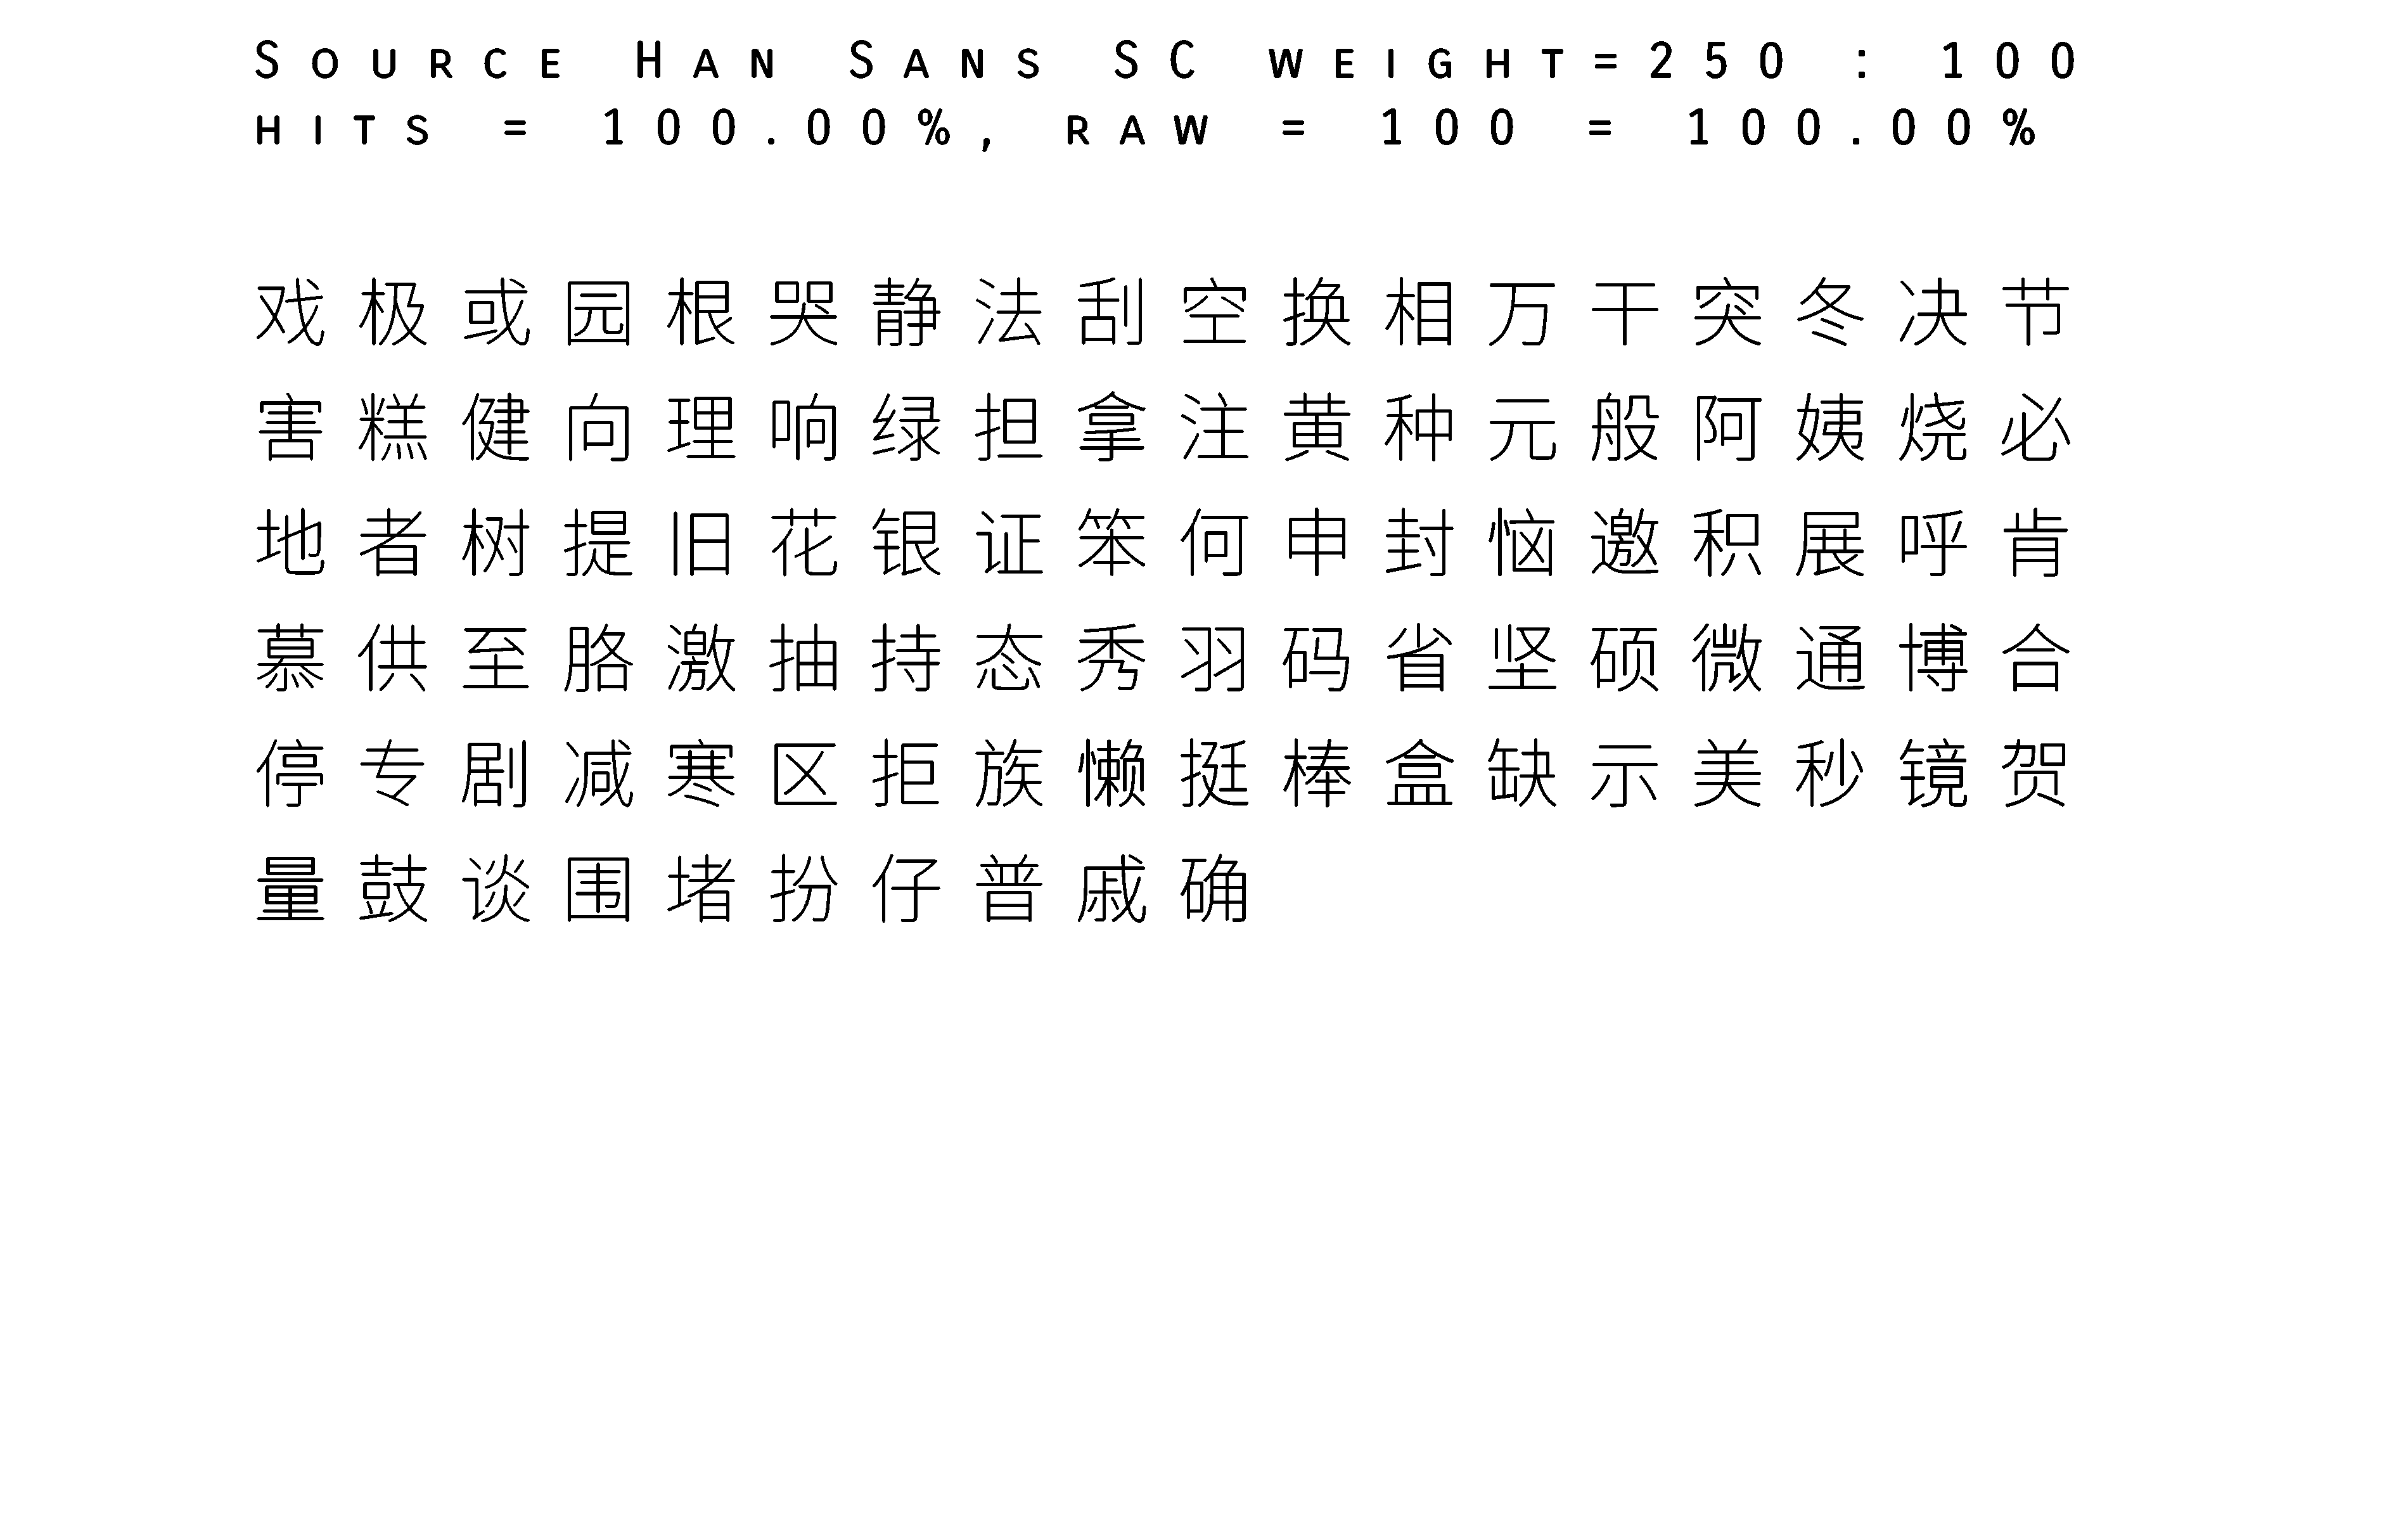 Source Han Sans SC weight=250 : 100
hits = 100.00%, raw = 100 = 100.00%
戏极或园根哭静法刮空换相万干突冬决节
害糕健向理响绿担拿注黄种元般阿姨烧必
地者树提旧花银证笨何申封恼邀积展呼肯
慕供至胳激抽持态秀羽码省坚硕微通博合
停专剧减寒区拒族懒挺棒盒缺示美秒镜贺
量鼓谈围堵扮仔普戚确